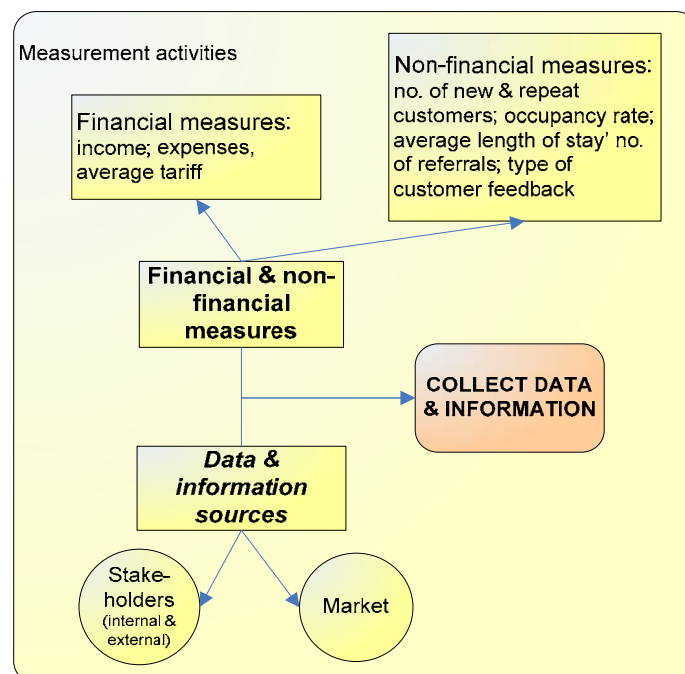 Measurement activities
Financial measures:
income; expenses,
average tariff
Non-financial measures:
no. of new & repeat
customers; occupancy rate;
average length of stay' no.
of referrals; type of
customer feedback
Financial & non-
financial
measures
COLLECT DATA
& INFORMATION
Data &
information
sources
Stake-
holders
(internal &
external)
Market